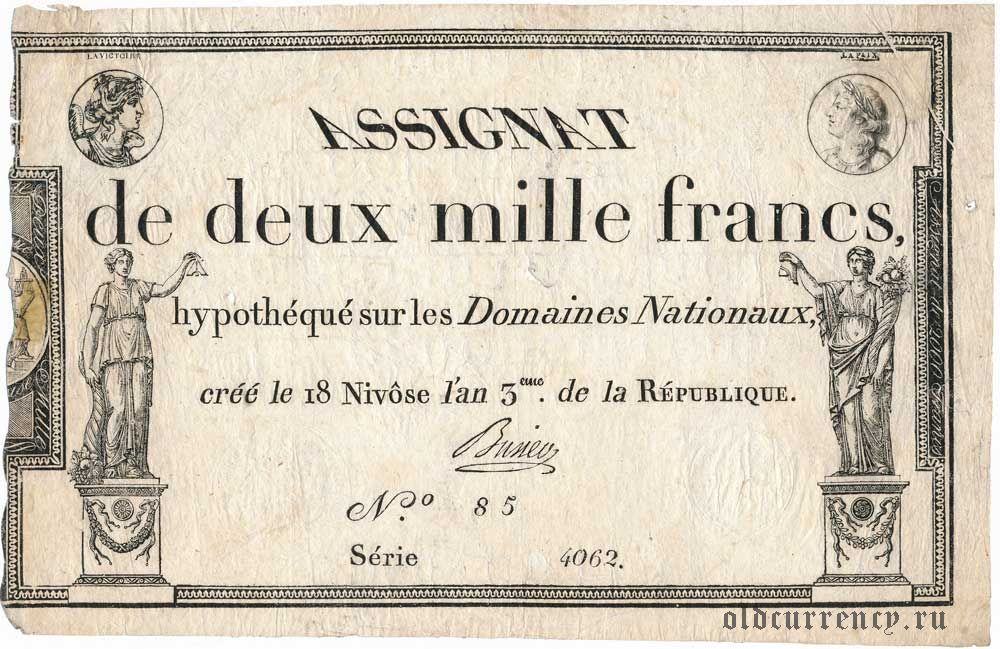 LA VICTOIRE
LA PAIX
ASSIGNAT
de deux mille francs,
hypothéqué sur les Domaines Nationaux,
créé le 18 Nivôse l'an 3ème. de la RÉPUBLIQUE.
N.º 85
Série 4062.
oldcurrency.ru